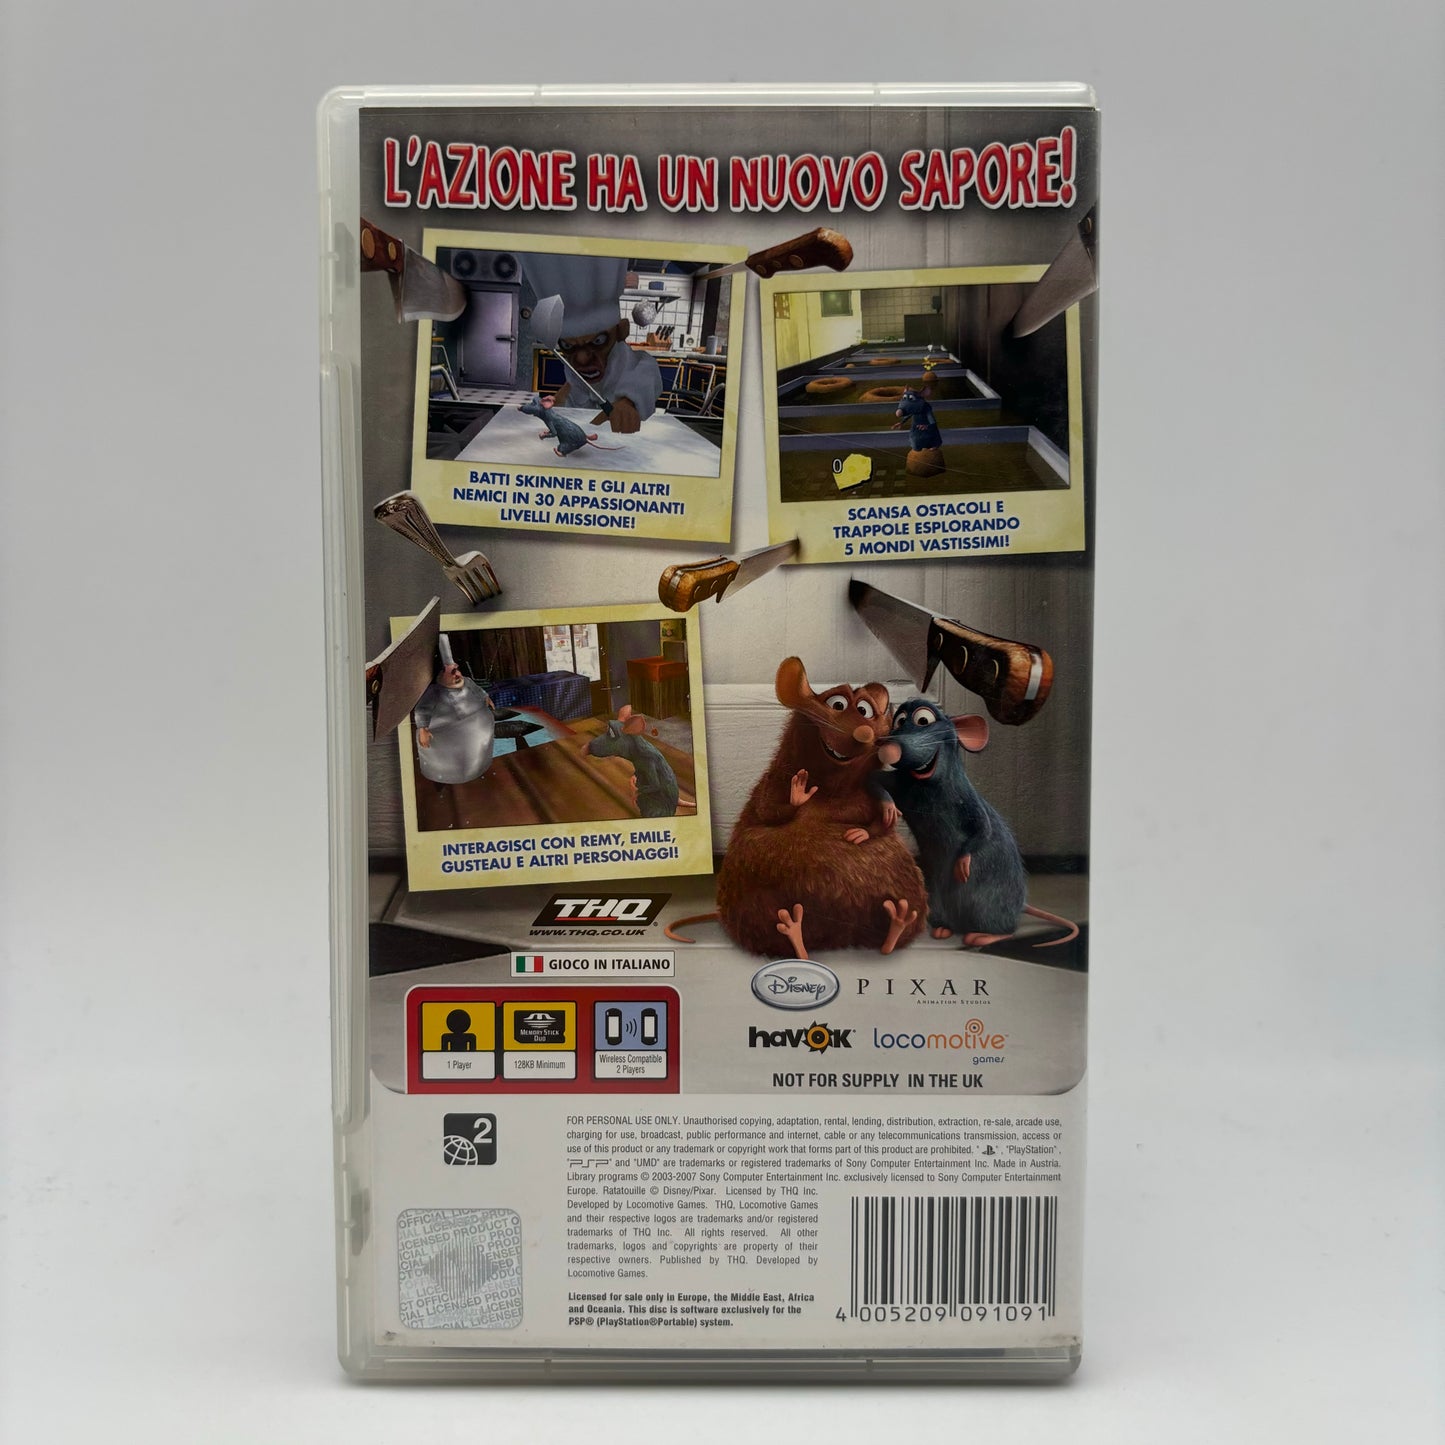 L'AZIONE HA UN NUOVO SAPORE!
BATTI SKINNER E GLI ALTRI
NEMICI IN 30 APPASSIONANTI
LIVELLI MISSIONE!
0
SCANSA OSTACOLI E
TRAPPOLE ESPLORANDO
5 MONDI VASTISSIMI!
INTERAGISCI CON REMY, EMILE,
GUSTEAU E ALTRI PERSONAGGI!
THQ
WWW.THQ.CO.UK
GIOCO IN ITALIANO
1 Player
MEMORY STICK
DUO
128KB Minimum
Wireless Compatible
2 Players
Disney PIXAR
ANIMATION STUDIOS
havok locomotive
games
NOT FOR SUPPLY IN THE UK
2
FOR PERSONAL USE ONLY. Unauthorised copying, adaptation, rental, lending, distribution, extraction, re-sale, arcade use,
charging for use, broadcast, public performance and internet, cable or any telecommunications transmission, access or
use of this product or any trademark or copyright work that forms part of this product are prohibited. " ", "PlayStation",
"PSP" and "UMD" are trademarks or registered trademarks of Sony Computer Entertainment Inc. Made in Austria.
Library programs © 2003-2007 Sony Computer Entertainment Inc. exclusively licensed to Sony Computer Entertainment
Europe. Ratatouille © Disney/Pixar. Licensed by THQ Inc.
Developed by Locomotive Games. THQ, Locomotive Games
and their respective logos are trademarks and/or registered
trademarks of THQ Inc. All rights reserved. All other
trademarks, logos and copyrights are property of their
respective owners. Published by THQ. Developed by
Locomotive Games.
Licensed for sale only in Europe, the Middle East, Africa
and Oceania. This disc is software exclusively for the
PSP® (PlayStation®Portable) system.
4 005209 091091
OFFICIAL LICENSED PRODUCT